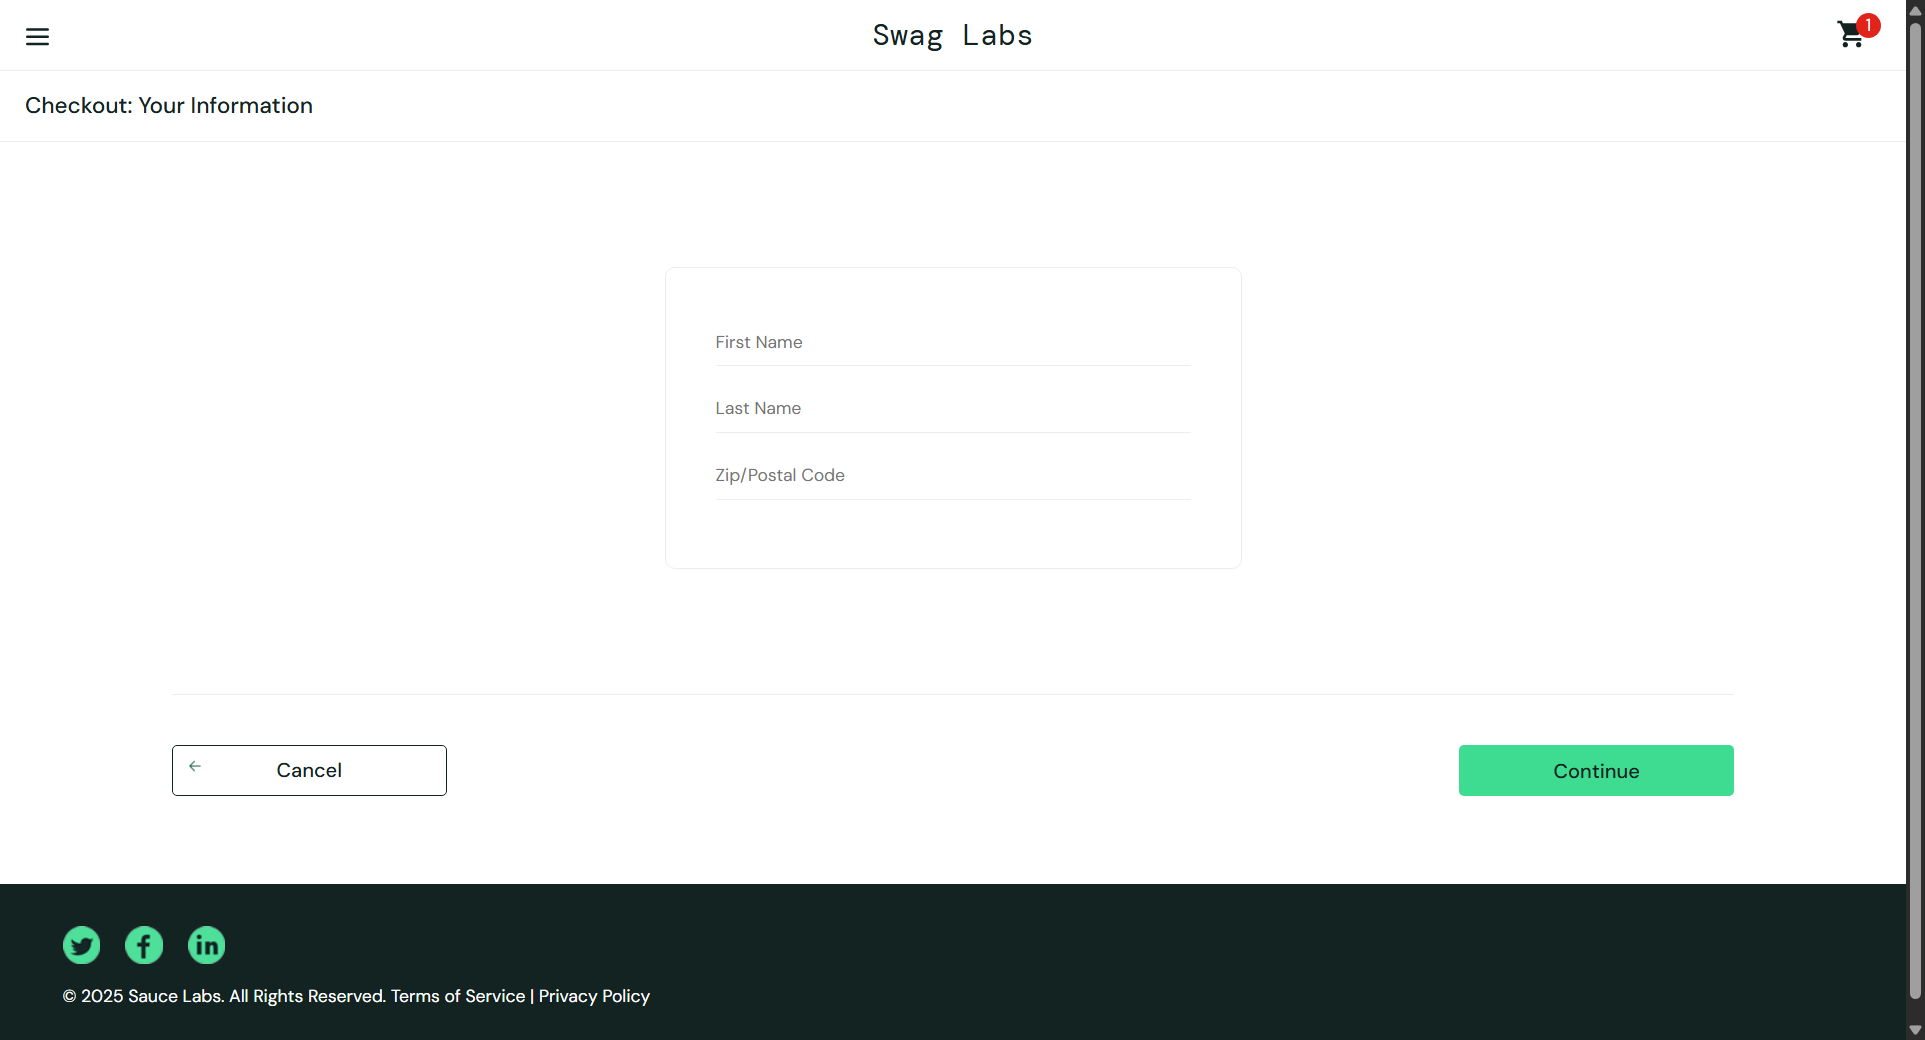 Swag Labs
1
Checkout: Your Information
First Name
Last Name
Zip/Postal Code
Cancel
Continue
© 2025 Sauce Labs. All Rights Reserved. Terms of Service | Privacy Policy